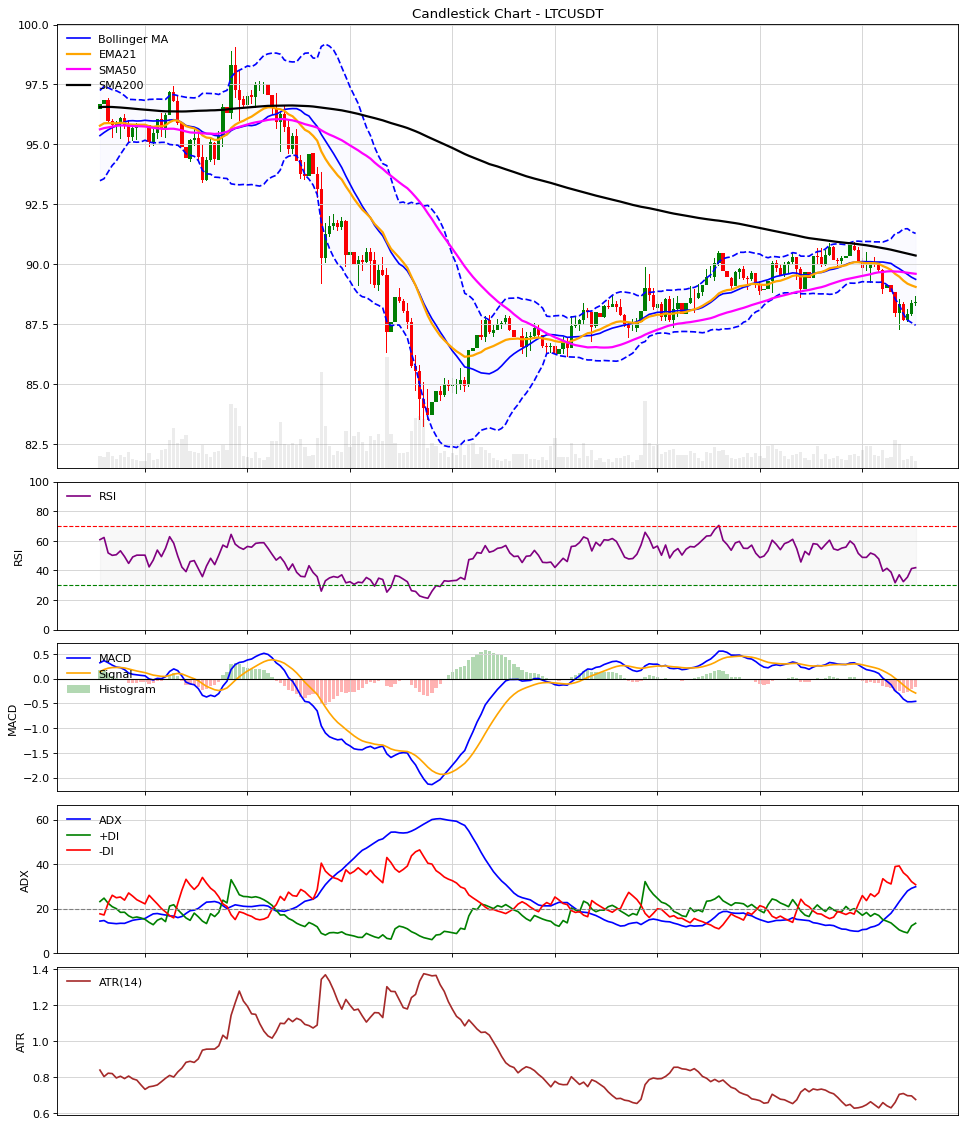 Candlestick Chart - LTCUSDT
100.0
97.5
95.0
92.5
90.0
87.5
85.0
82.5
Bollinger MA
EMA21
SMA50
SMA200
RSI
100
80
60
40
20
0
RSI
MACD
0.5
0.0
−0.5
−1.0
−1.5
−2.0
MACD
Signal
Histogram
ADX
60
40
20
0
ADX
+DI
-DI
ATR
1.4
1.2
1.0
0.8
0.6
ATR(14)